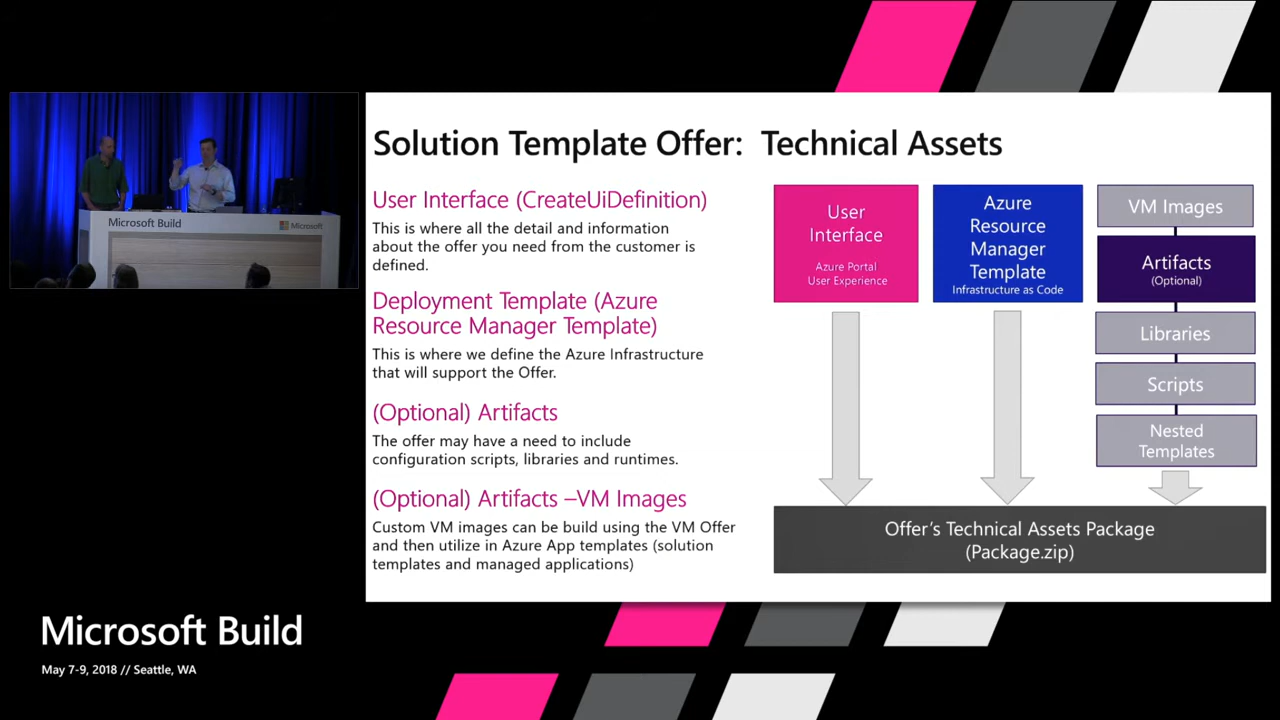 Solution Template Offer: Technical Assets
User Interface (CreateUiDefinition)
This is where all the detail and information
about the offer you need from the customer is
defined.
Deployment Template (Azure
Resource Manager Template)
This is where we define the Azure Infrastructure
that will support the Offer.
(Optional) Artifacts
The offer may have a need to include
configuration scripts, libraries and runtimes.
(Optional) Artifacts –VM Images
Custom VM images can be build using the VM Offer
and then utilize in Azure App templates (solution
templates and managed applications)
User
Interface
Azure Portal
User Experience
Azure
Resource
Manager
Template
Infrastructure as Code
VM Images
Artifacts
(Optional)
Libraries
Scripts
Nested
Templates
Offer's Technical Assets Package
(Package.zip)
Microsoft Build
Microsoft
Microsoft Build
May 7-9, 2018 // Seattle, WA